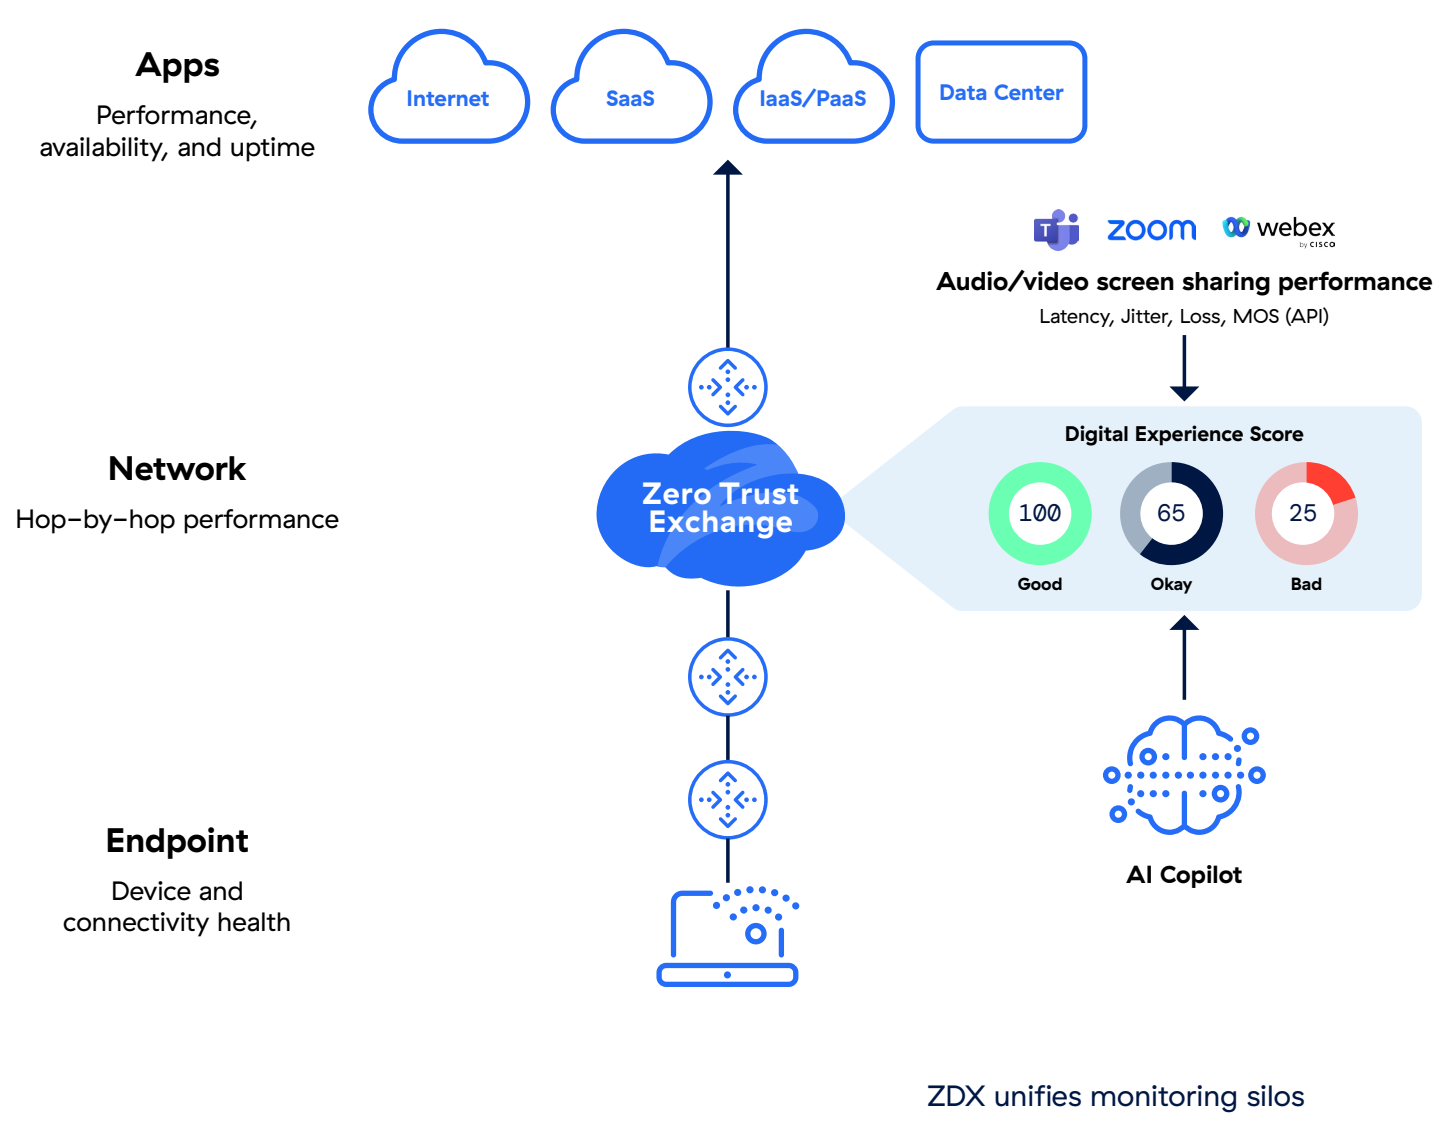 Apps
Performance,
availability, and uptime
Internet
SaaS
IaaS/PaaS
Data Center
T
zoom
webex
by CISCO
Audio/video screen sharing performance
Latency, Jitter, Loss, MOS (API)
Network
Hop-by-hop performance
Zero Trust
Exchange
Digital Experience Score
100
65
25
Good
Okay
Bad
Endpoint
Device and
connectivity health
AI Copilot
ZDX unifies monitoring silos